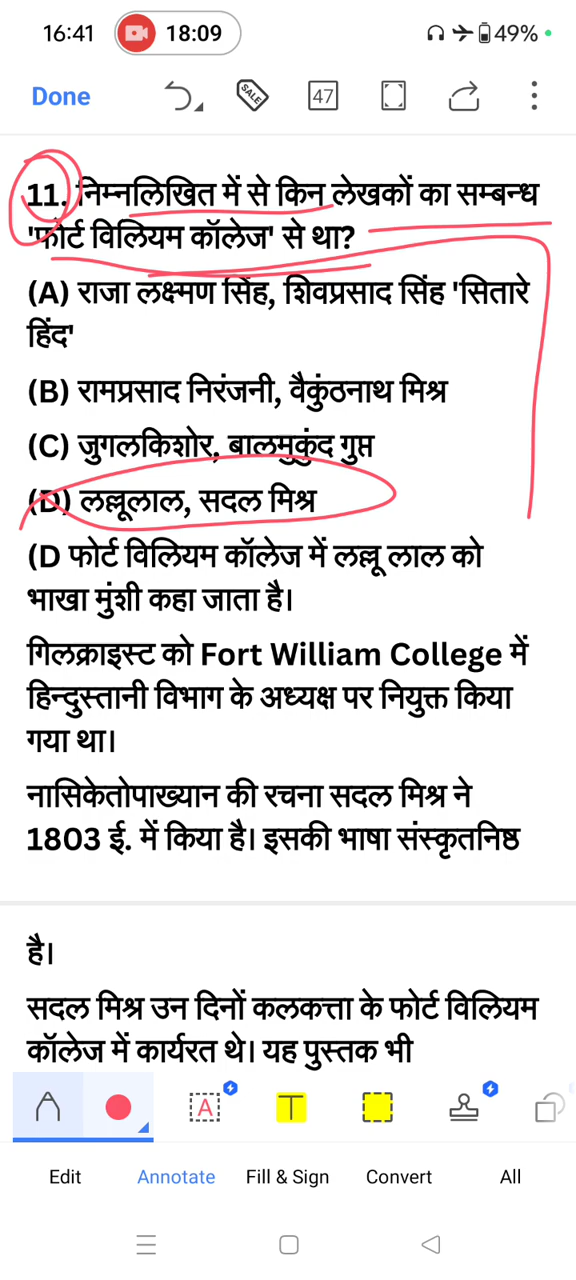 16:41 18:09 49%
Done SALE 47
11. निम्नलिखित में से किन लेखकों का सम्बन्ध
'फोर्ट विलियम कॉलेज' से था?
(A) राजा लक्ष्मण सिंह, शिवप्रसाद सिंह 'सितारे
हिंद'
(B) रामप्रसाद निरंजनी, वैकुंठनाथ मिश्र
(C) जुगलकिशोर, बालमुकुंद गुप्त
(D) लल्लूलाल, सदल मिश्र
(D फोर्ट विलियम कॉलेज में लल्लू लाल को
भाखा मुंशी कहा जाता है।
गिलक्राइस्ट को Fort William College में
हिन्दुस्तानी विभाग के अध्यक्ष पर नियुक्त किया
गया था।
नासिकेतोपाख्यान की रचना सदल मिश्र ने
1803 ई. में किया है। इसकी भाषा संस्कृतनिष्ठ
है।
सदल मिश्र उन दिनों कलकत्ता के फोर्ट विलियम
कॉलेज में कार्यरत थे। यह पुस्तक भी
A T
Edit Annotate Fill & Sign Convert All